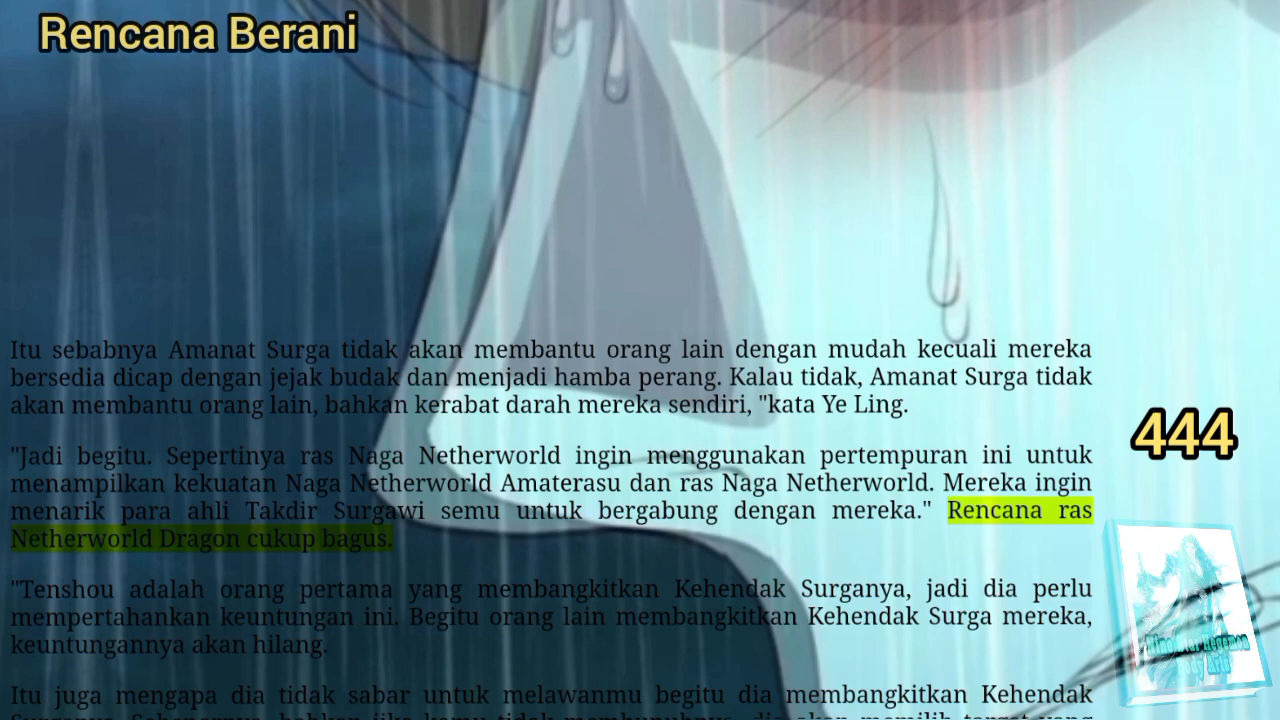 Rencana Berani
Itu sebabnya Amanat Surga tidak akan membantu orang lain dengan mudah kecuali mereka
bersedia dicap dengan jejak budak dan menjadi hamba perang. Kalau tidak, Amanat Surga tidak
akan membantu orang lain, bahkan kerabat darah mereka sendiri, "kata Ye Ling.
"Jadi begitu. Sepertinya ras Naga Netherworld ingin menggunakan pertempuran ini untuk
menampilkan kekuatan Naga Netherworld Amaterasu dan ras Naga Netherworld. Mereka ingin
menarik para ahli Takdir Surgawi semu untuk bergabung dengan mereka." Rencana ras
Netherworld Dragon cukup bagus.
"Tenshou adalah orang pertama yang membangkitkan Kehendak Surganya, jadi dia perlu
mempertahankan keuntungan ini. Begitu orang lain membangkitkan Kehendak Surga mereka,
keuntungannya akan hilang.
Itu juga mengapa dia tidak sabar untuk melawanmu begitu dia membangkitkan Kehendak
444